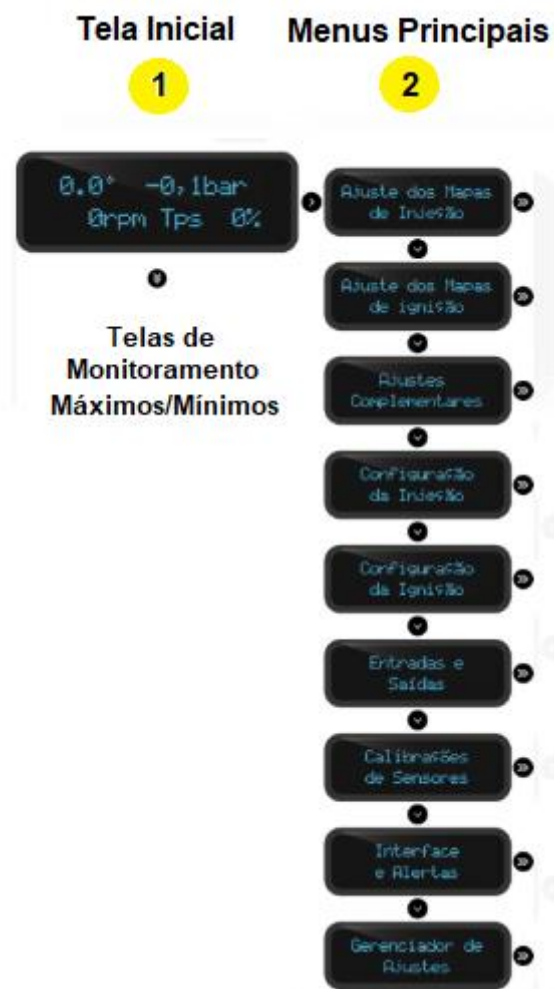 Tela Inicial
1
0.0° -0,1bar
0rpm Tps 0%
Telas de
Monitoramento
Máximos/Mínimos
Menus Principais
2
Ajuste dos Mapas
de Injeção
Ajuste dos Mapas
de ignição
Ajustes
Complementares
Configuração
da Injeção
Configuração
da Ignição
Entradas e
Saídas
Calibrações
de Sensores
Interface
e Alertas
Gerenciador de
Ajustes